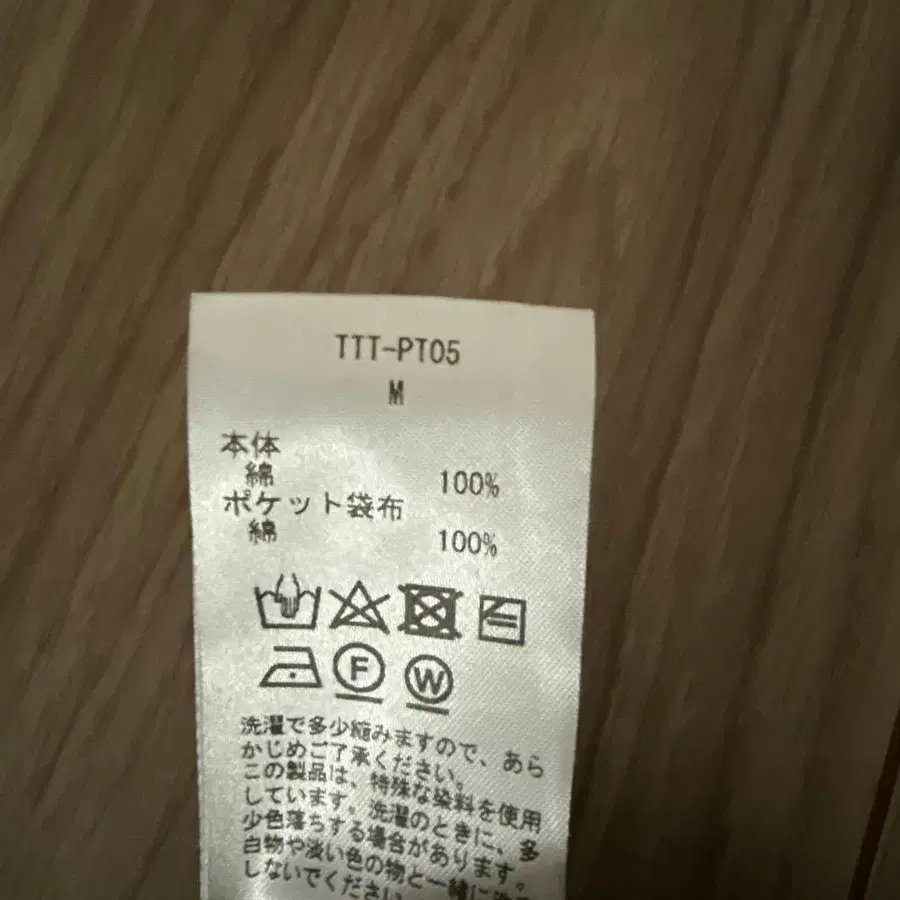 TTT-PT05
M
本体
綿 100%
ポケット袋布
綿 100%
F
W
洗濯で多少縮みますので、あら
かじめご了承ください。
この製品は、特殊な染料を使用
しています。洗濯のときに、多
少色落ちする場合があります。
白物や淡い色の物と一緒に
しないでください